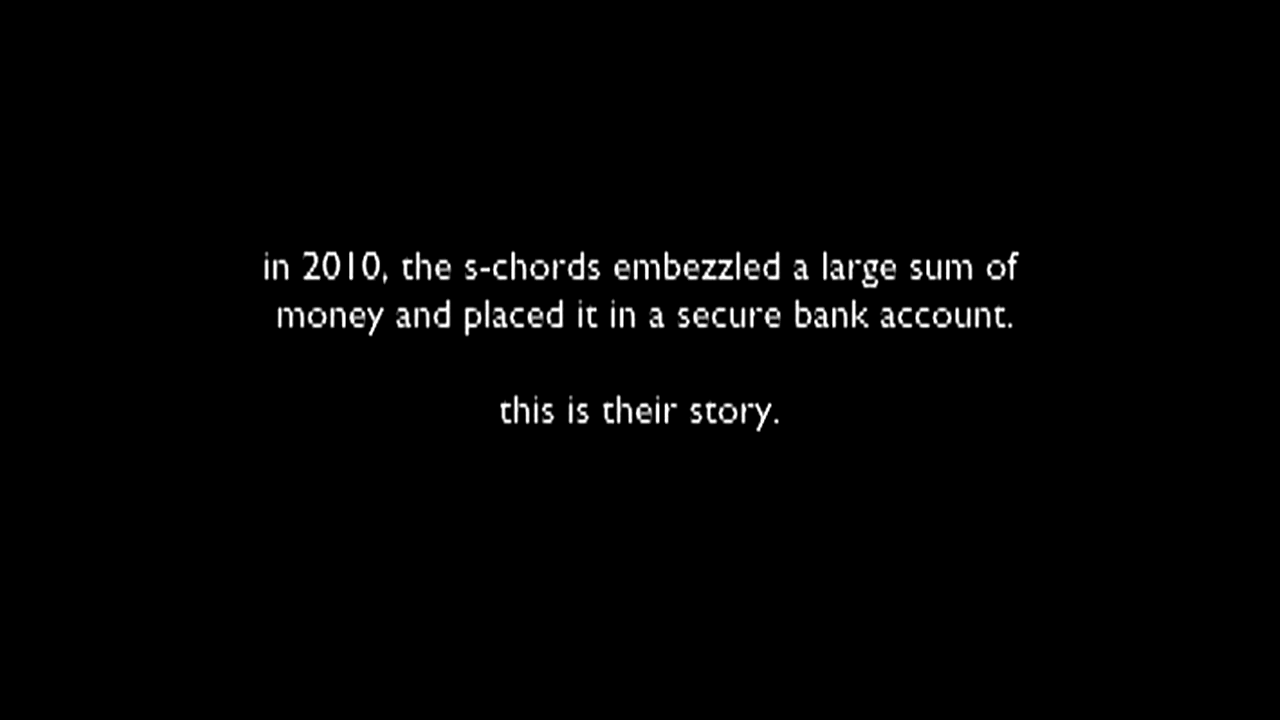 in 2010, the s-chords embezzled a large sum of
money and placed it in a secure bank account.
this is their story.